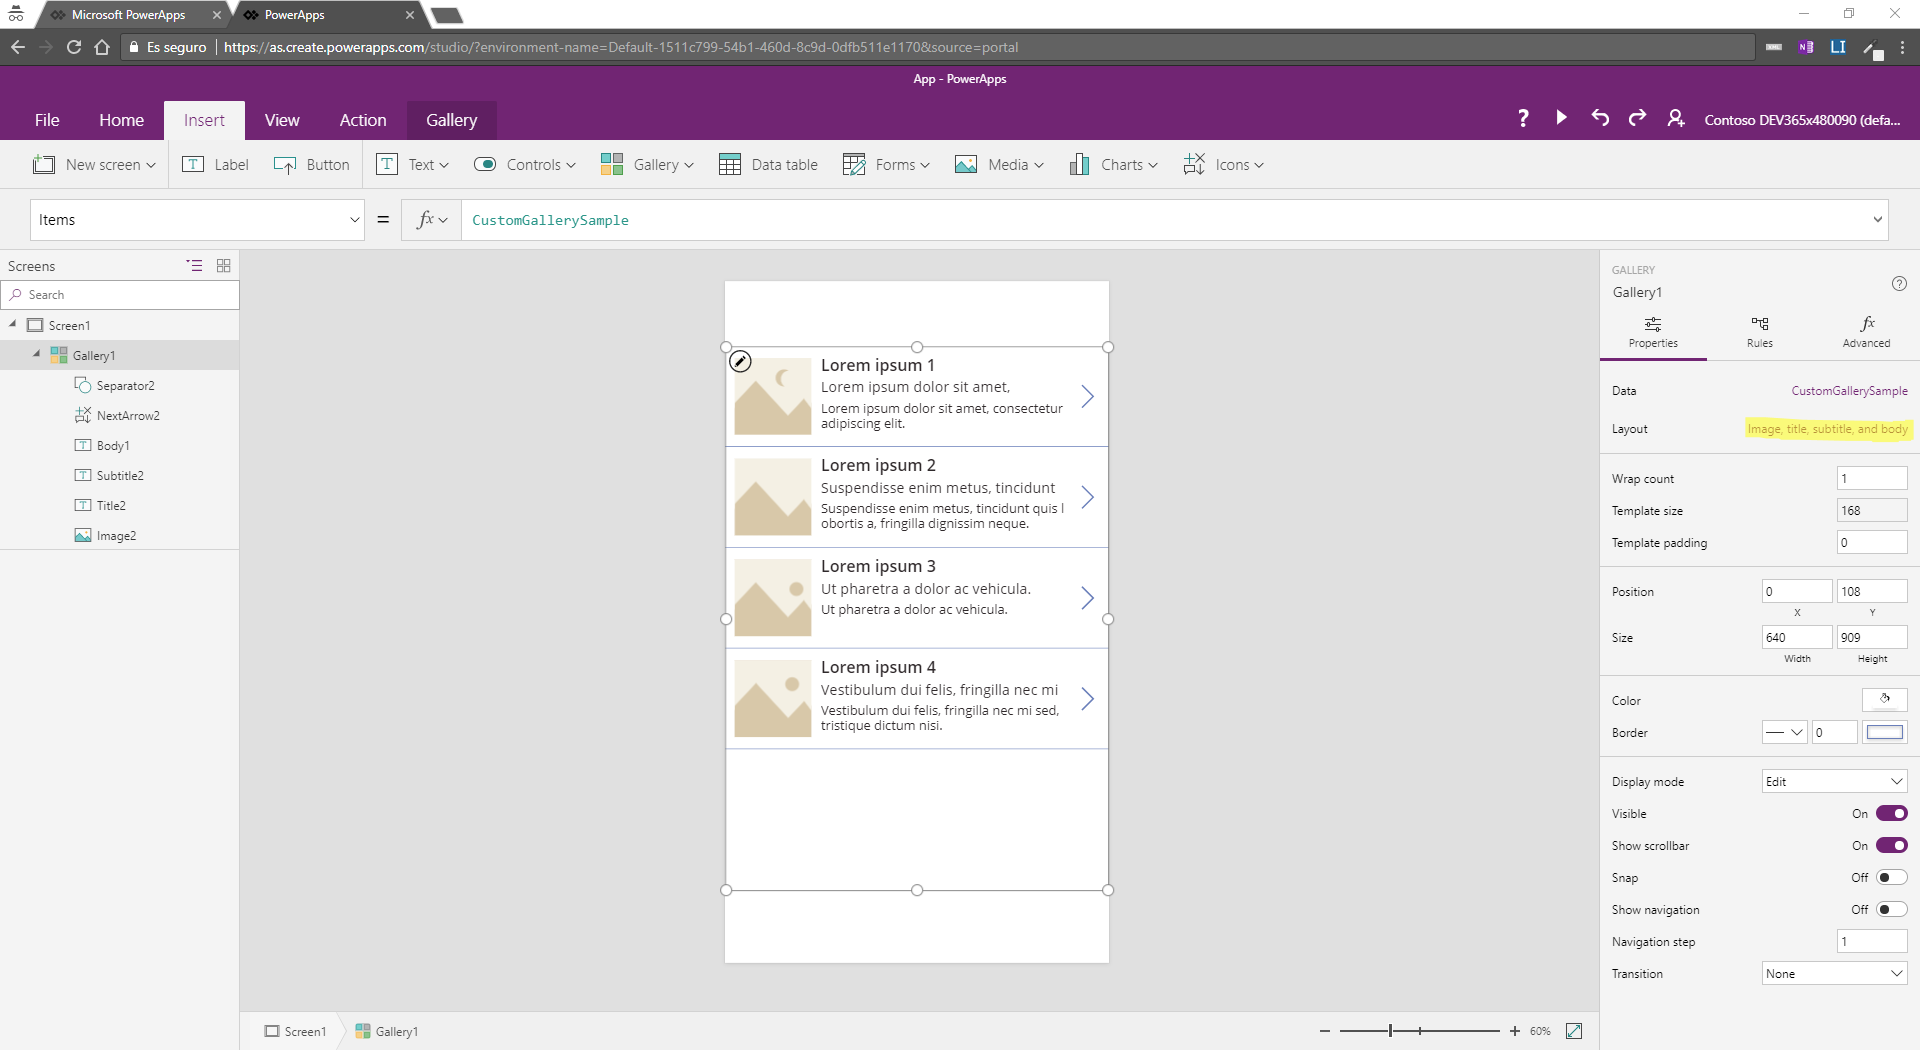 Microsoft PowerApps
PowerApps
Es seguro https://as.create.powerapps.com/studio/?environment-name=Default-1511c799-54b1-460d-8c9d-0dfb511e1170&source=portal
App - PowerApps
File Home Insert View Action Gallery
Contoso DEV365x480090 (defa...
New screen Label Button Text Controls Gallery Data table Forms Media Charts Icons
Items = fx CustomGallerySample
Screens
Search
Screen1
Gallery1
Separator2
NextArrow2
Body1
Subtitle2
Title2
Image2
Lorem ipsum 1
Lorem ipsum dolor sit amet,
Lorem ipsum dolor sit amet, consectetur
adipiscing elit.
Lorem ipsum 2
Suspendisse enim metus, tincidunt
Suspendisse enim metus, tincidunt quis l
obortis a, fringilla dignissim neque.
Lorem ipsum 3
Ut pharetra a dolor ac vehicula.
Ut pharetra a dolor ac vehicula.
Lorem ipsum 4
Vestibulum dui felis, fringilla nec mi
Vestibulum dui felis, fringilla nec mi sed,
tristique dictum nisi.
GALLERY
Gallery1
Properties Rules Advanced
Data CustomGallerySample
Layout Image, title, subtitle, and body
Wrap count 1
Template size 168
Template padding 0
Position 0 108
X Y
Size 640 909
Width Height
Color
Border 0
Display mode Edit
Visible On
Show scrollbar On
Snap Off
Show navigation Off
Navigation step 1
Transition None
Screen1 Gallery1
60%